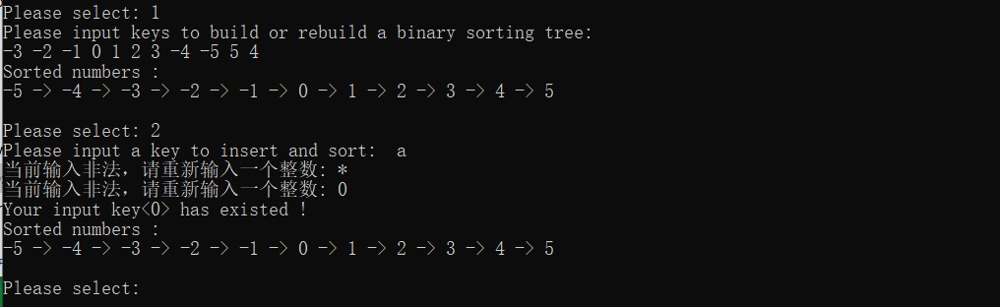 Please select: 1
Please input keys to build or rebuild a binary sorting tree:
-3 -2 -1 0 1 2 3 -4 -5 5 4
Sorted numbers :
-5 -> -4 -> -3 -> -2 -> -1 -> 0 -> 1 -> 2 -> 3 -> 4 -> 5
Please select: 2
Please input a key to insert and sort:  a
当前输入非法，请重新输入一个整数: *
当前输入非法，请重新输入一个整数: 0
Your input key<0> has existed !
Sorted numbers :
-5 -> -4 -> -3 -> -2 -> -1 -> 0 -> 1 -> 2 -> 3 -> 4 -> 5
Please select: